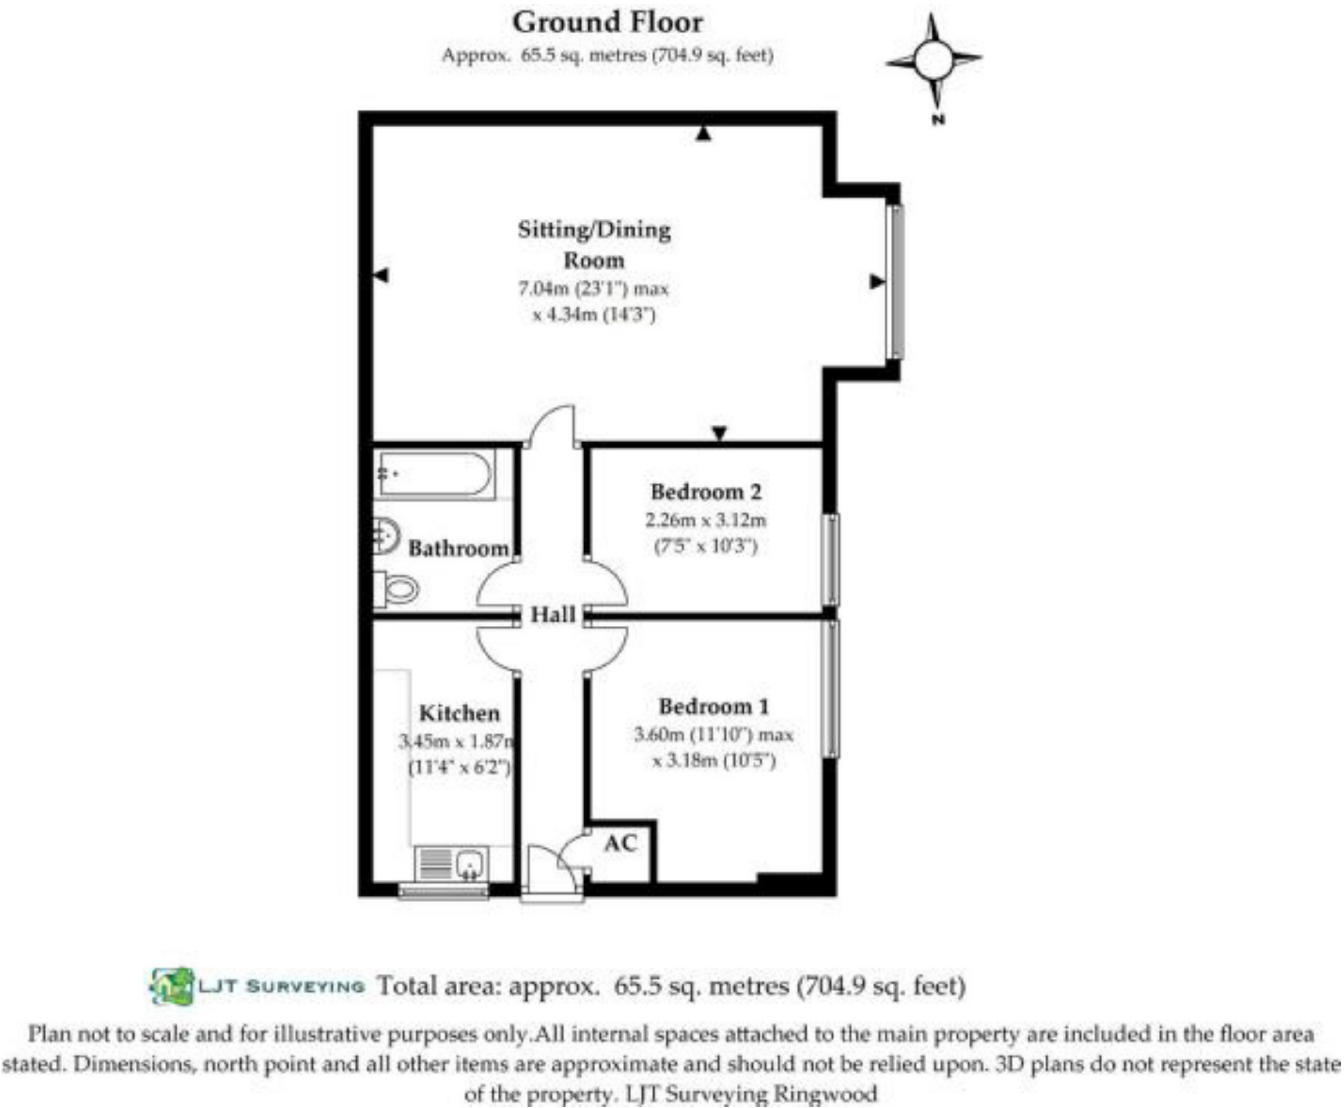 Ground Floor
Approx. 65.5 sq. metres (704.9 sq. feet)
N
Sitting/Dining
Room
7.04m (23'1") max
x 4.34m (14'3")
Bedroom 2
2.26m x 3.12m
(7'5" x 10'3")
Bathroom
Hall
Bedroom 1
3.60m (11'10") max
x 3.18m (10'5")
Kitchen
3.45m x 1.87m
(11'4" x 6'2")
AC
LJT SURVEYING Total area: approx. 65.5 sq. metres (704.9 sq. feet)
Plan not to scale and for illustrative purposes only.All internal spaces attached to the main property are included in the floor area
stated. Dimensions, north point and all other items are approximate and should not be relied upon. 3D plans do not represent the state
of the property. LJT Surveying Ringwood